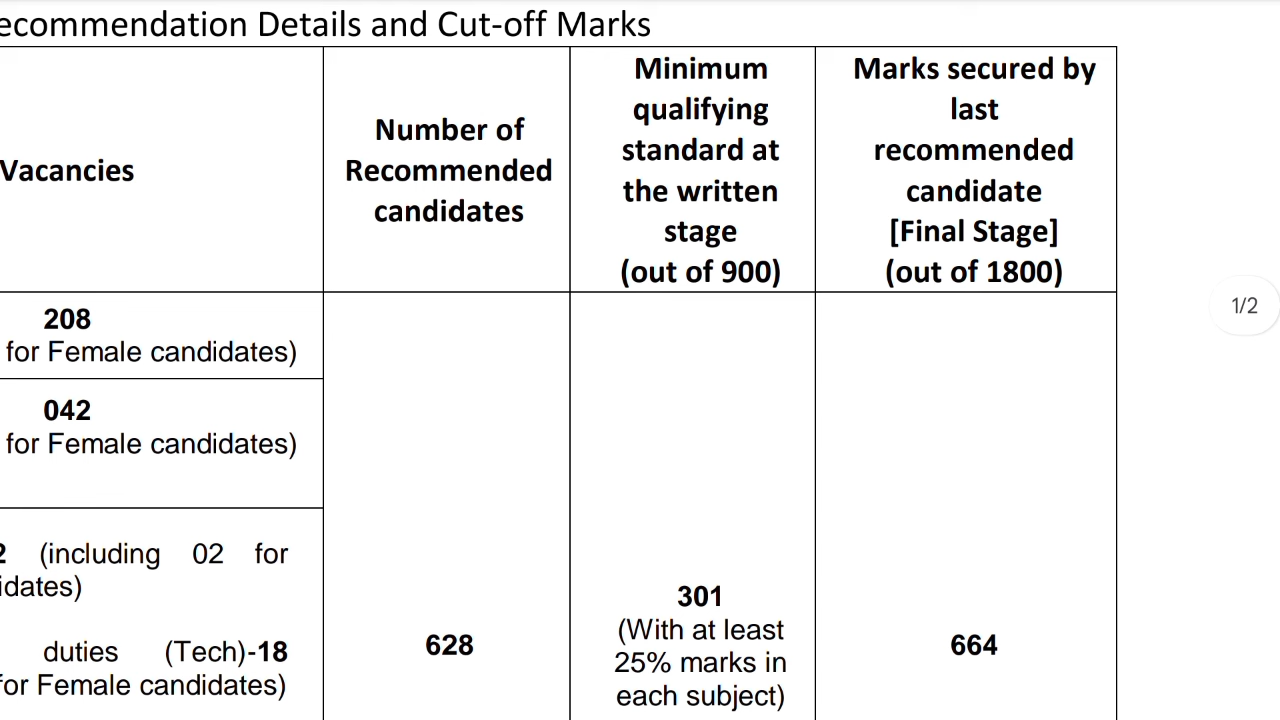 ecommendation Details and Cut-off Marks
Vacancies
Number of
Recommended
candidates
Minimum
qualifying
standard at
the written
stage
(out of 900)
Marks secured by
last
recommended
candidate
[Final Stage]
(out of 1800)
208
for Female candidates)
042
for Female candidates)
2 (including 02 for
idates)
duties (Tech)-18
for Female candidates)
628
301
(With at least
25% marks in
each subject)
664
1/2